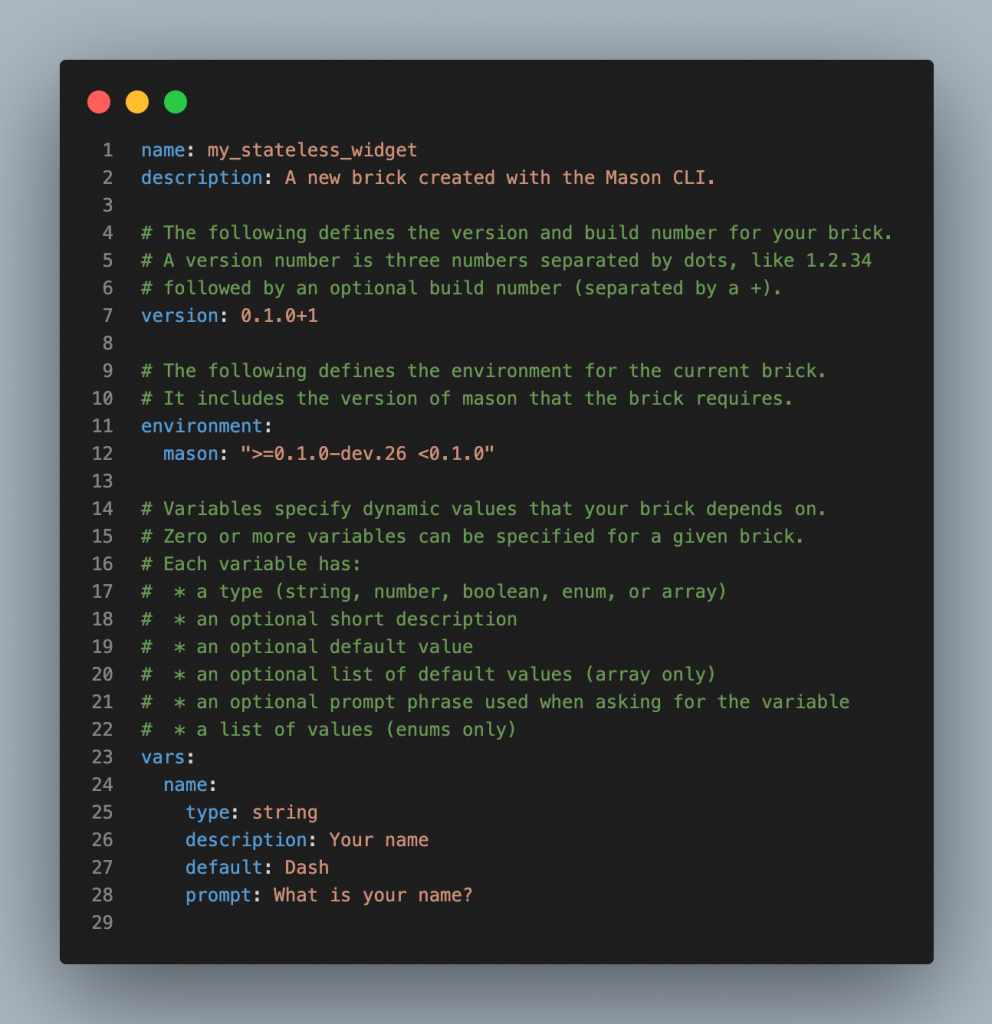 1 name: my_stateless_widget
2 description: A new brick created with the Mason CLI.
3
4 # The following defines the version and build number for your brick.
5 # A version number is three numbers separated by dots, like 1.2.34
6 # followed by an optional build number (separated by a +).
7 version: 0.1.0+1
8
9 # The following defines the environment for the current brick.
10 # It includes the version of mason that the brick requires.
11 environment:
12   mason: ">=0.1.0-dev.26 <0.1.0"
13
14 # Variables specify dynamic values that your brick depends on.
15 # Zero or more variables can be specified for a given brick.
16 # Each variable has:
17 #  * a type (string, number, boolean, enum, or array)
18 #  * an optional short description
19 #  * an optional default value
20 #  * an optional list of default values (array only)
21 #  * an optional prompt phrase used when asking for the variable
22 #  * a list of values (enums only)
23 vars:
24   name:
25     type: string
26     description: Your name
27     default: Dash
28     prompt: What is your name?
29